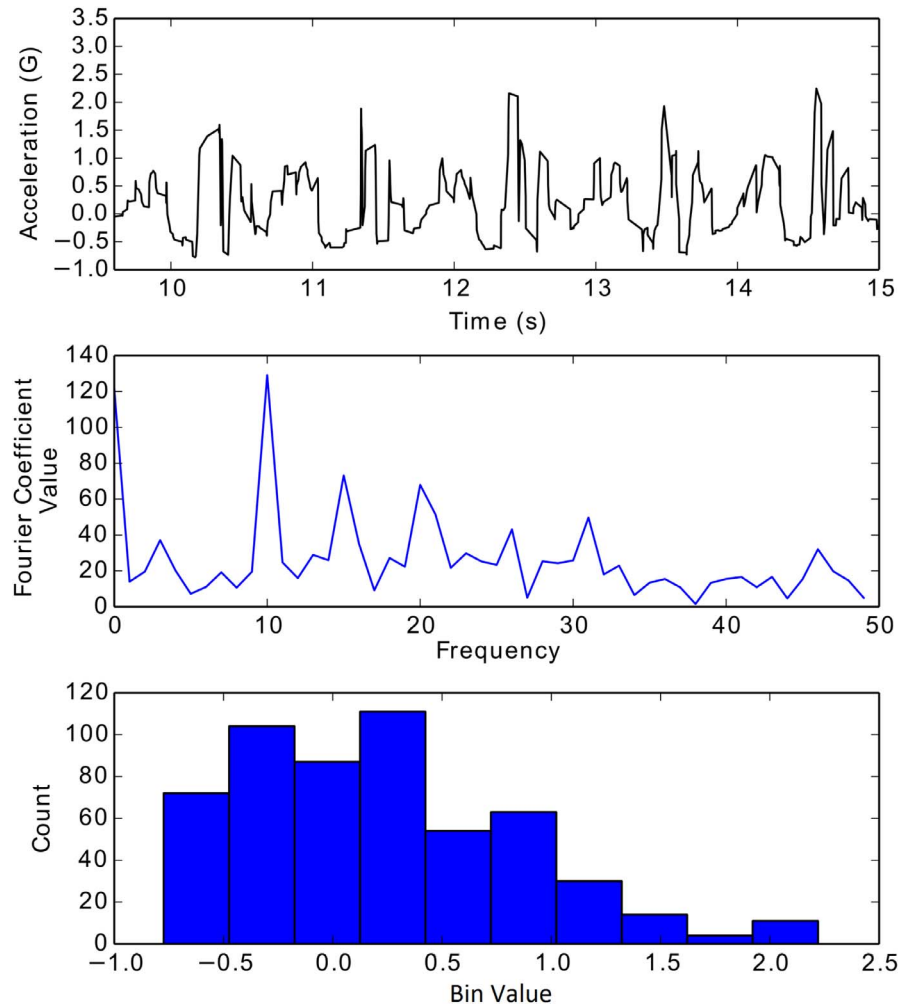 3.5
3.0
2.5
2.0
1.5
1.0
0.5
0.0
−0.5
−1.0
Acceleration (G)
10 11 12 13 14 15
Time (s)
140
120
100
80
60
40
20
0
Fourier Coefficient
Value
0 10 20 30 40 50
Frequency
120
100
80
60
40
20
0
Count
−1.0 −0.5 0.0 0.5 1.0 1.5 2.0 2.5
Bin Value